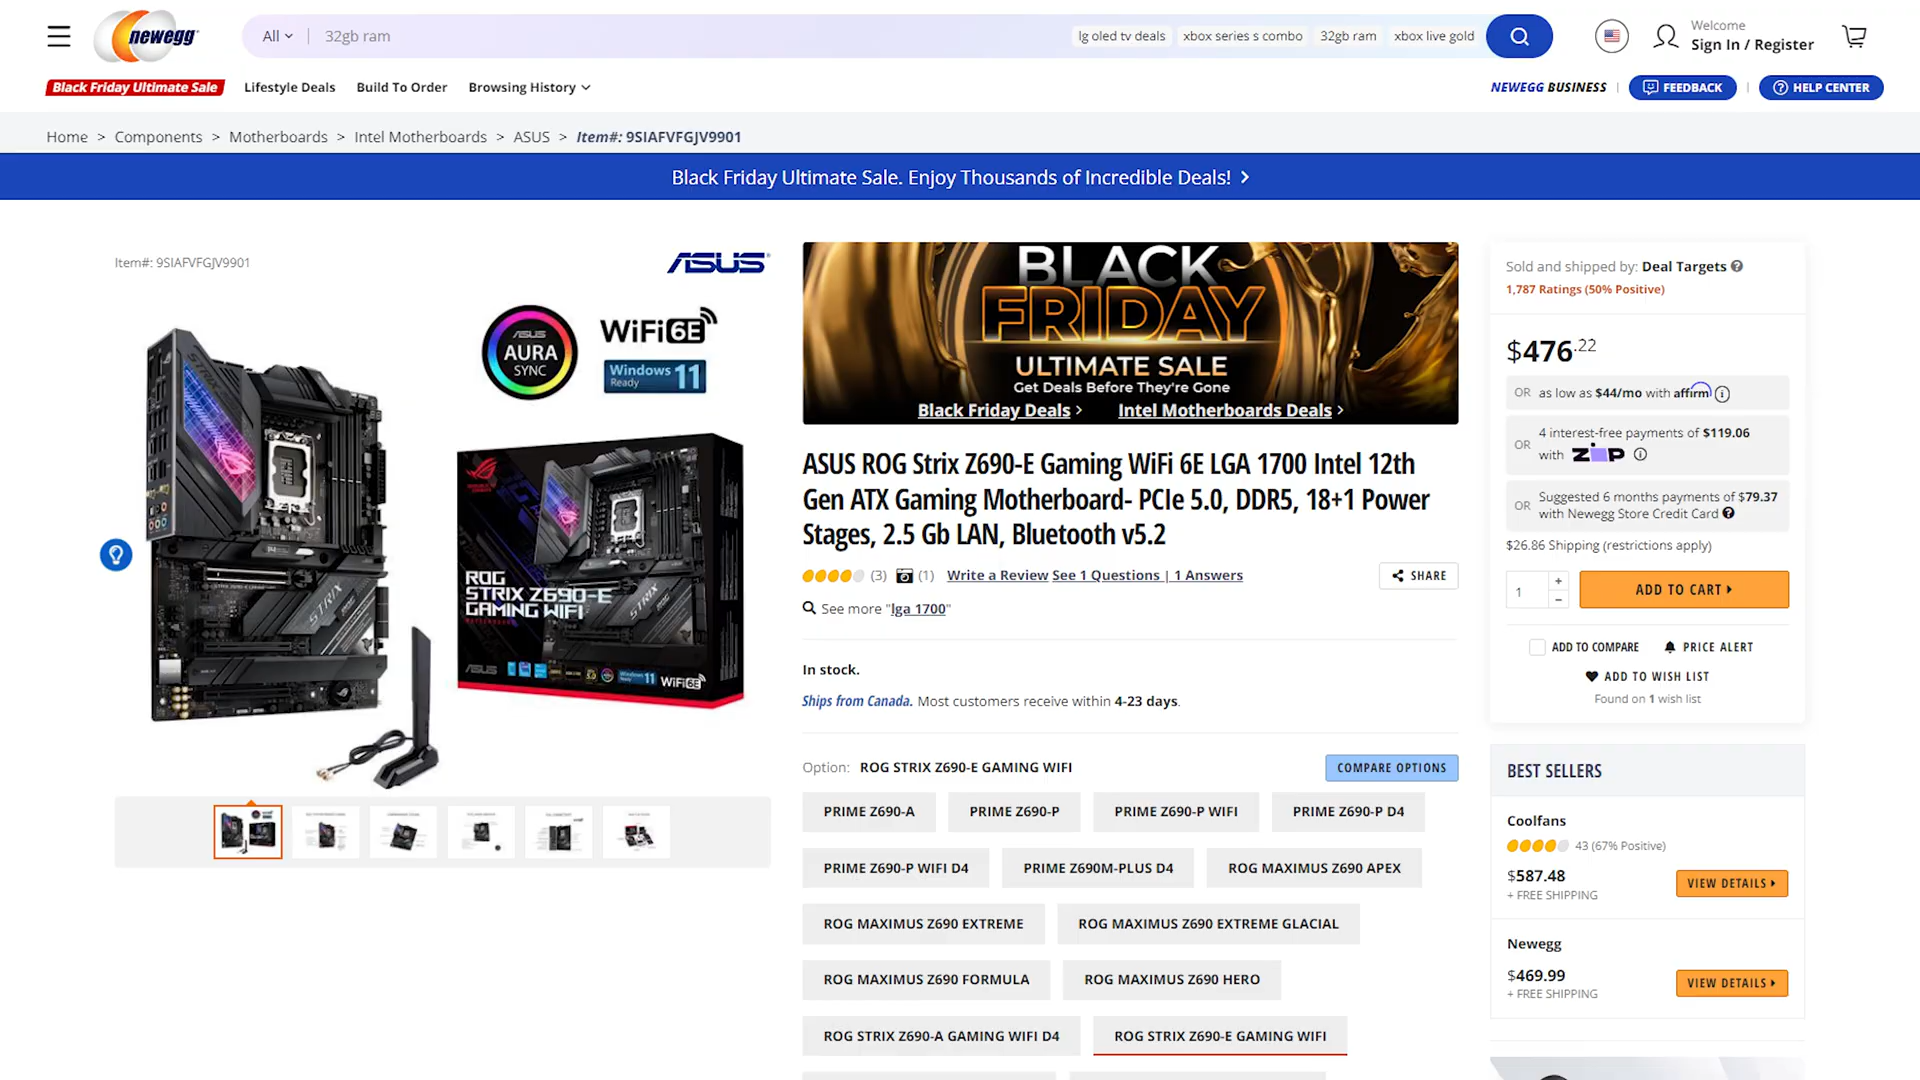 newegg
All
32gb ram
lg oled tv deals
xbox series s combo
32gb ram
xbox live gold
Welcome
Sign In / Register
Black Friday Ultimate Sale
Lifestyle Deals
Build To Order
Browsing History
NEWEGG BUSINESS
FEEDBACK
HELP CENTER
Home > Components > Motherboards > Intel Motherboards > ASUS > Item#: 9SIAFVFGJV9901
Black Friday Ultimate Sale. Enjoy Thousands of Incredible Deals!
Item#: 9SIAFVFGJV9901
ASUS
ASUS
AURA
SYNC
WiFi 6E
Windows 11
Ready
STRIX
STRIX
ROG
STRIX Z690-E
GAMING WIFI
STRIX
ASUS
Windows 11
WiFi 6E
BLACK
FRIDAY
ULTIMATE SALE
Get Deals Before They're Gone
Black Friday Deals
Intel Motherboards Deals
ASUS ROG Strix Z690-E Gaming WiFi 6E LGA 1700 Intel 12th
Gen ATX Gaming Motherboard- PCIe 5.0, DDR5, 18+1 Power
Stages, 2.5 Gb LAN, Bluetooth v5.2
(3)
(1)
Write a Review
See 1 Questions | 1 Answers
SHARE
See more "lga 1700"
In stock.
Ships from Canada. Most customers receive within 4-23 days.
Option: ROG STRIX Z690-E GAMING WIFI
COMPARE OPTIONS
PRIME Z690-A
PRIME Z690-P
PRIME Z690-P WIFI
PRIME Z690-P D4
PRIME Z690-P WIFI D4
PRIME Z690M-PLUS D4
ROG MAXIMUS Z690 APEX
ROG MAXIMUS Z690 EXTREME
ROG MAXIMUS Z690 EXTREME GLACIAL
ROG MAXIMUS Z690 FORMULA
ROG MAXIMUS Z690 HERO
ROG STRIX Z690-A GAMING WIFI D4
ROG STRIX Z690-E GAMING WIFI
Sold and shipped by: Deal Targets
1,787 Ratings (50% Positive)
$476.22
OR as low as $44/mo with affirm
OR 4 interest-free payments of $119.06
with ZIP
OR Suggested 6 months payments of $79.37
with Newegg Store Credit Card
$26.86 Shipping (restrictions apply)
1
+
−
ADD TO CART
ADD TO COMPARE
PRICE ALERT
ADD TO WISH LIST
Found on 1 wish list
BEST SELLERS
Coolfans
43 (67% Positive)
$587.48
+ FREE SHIPPING
VIEW DETAILS
Newegg
$469.99
+ FREE SHIPPING
VIEW DETAILS